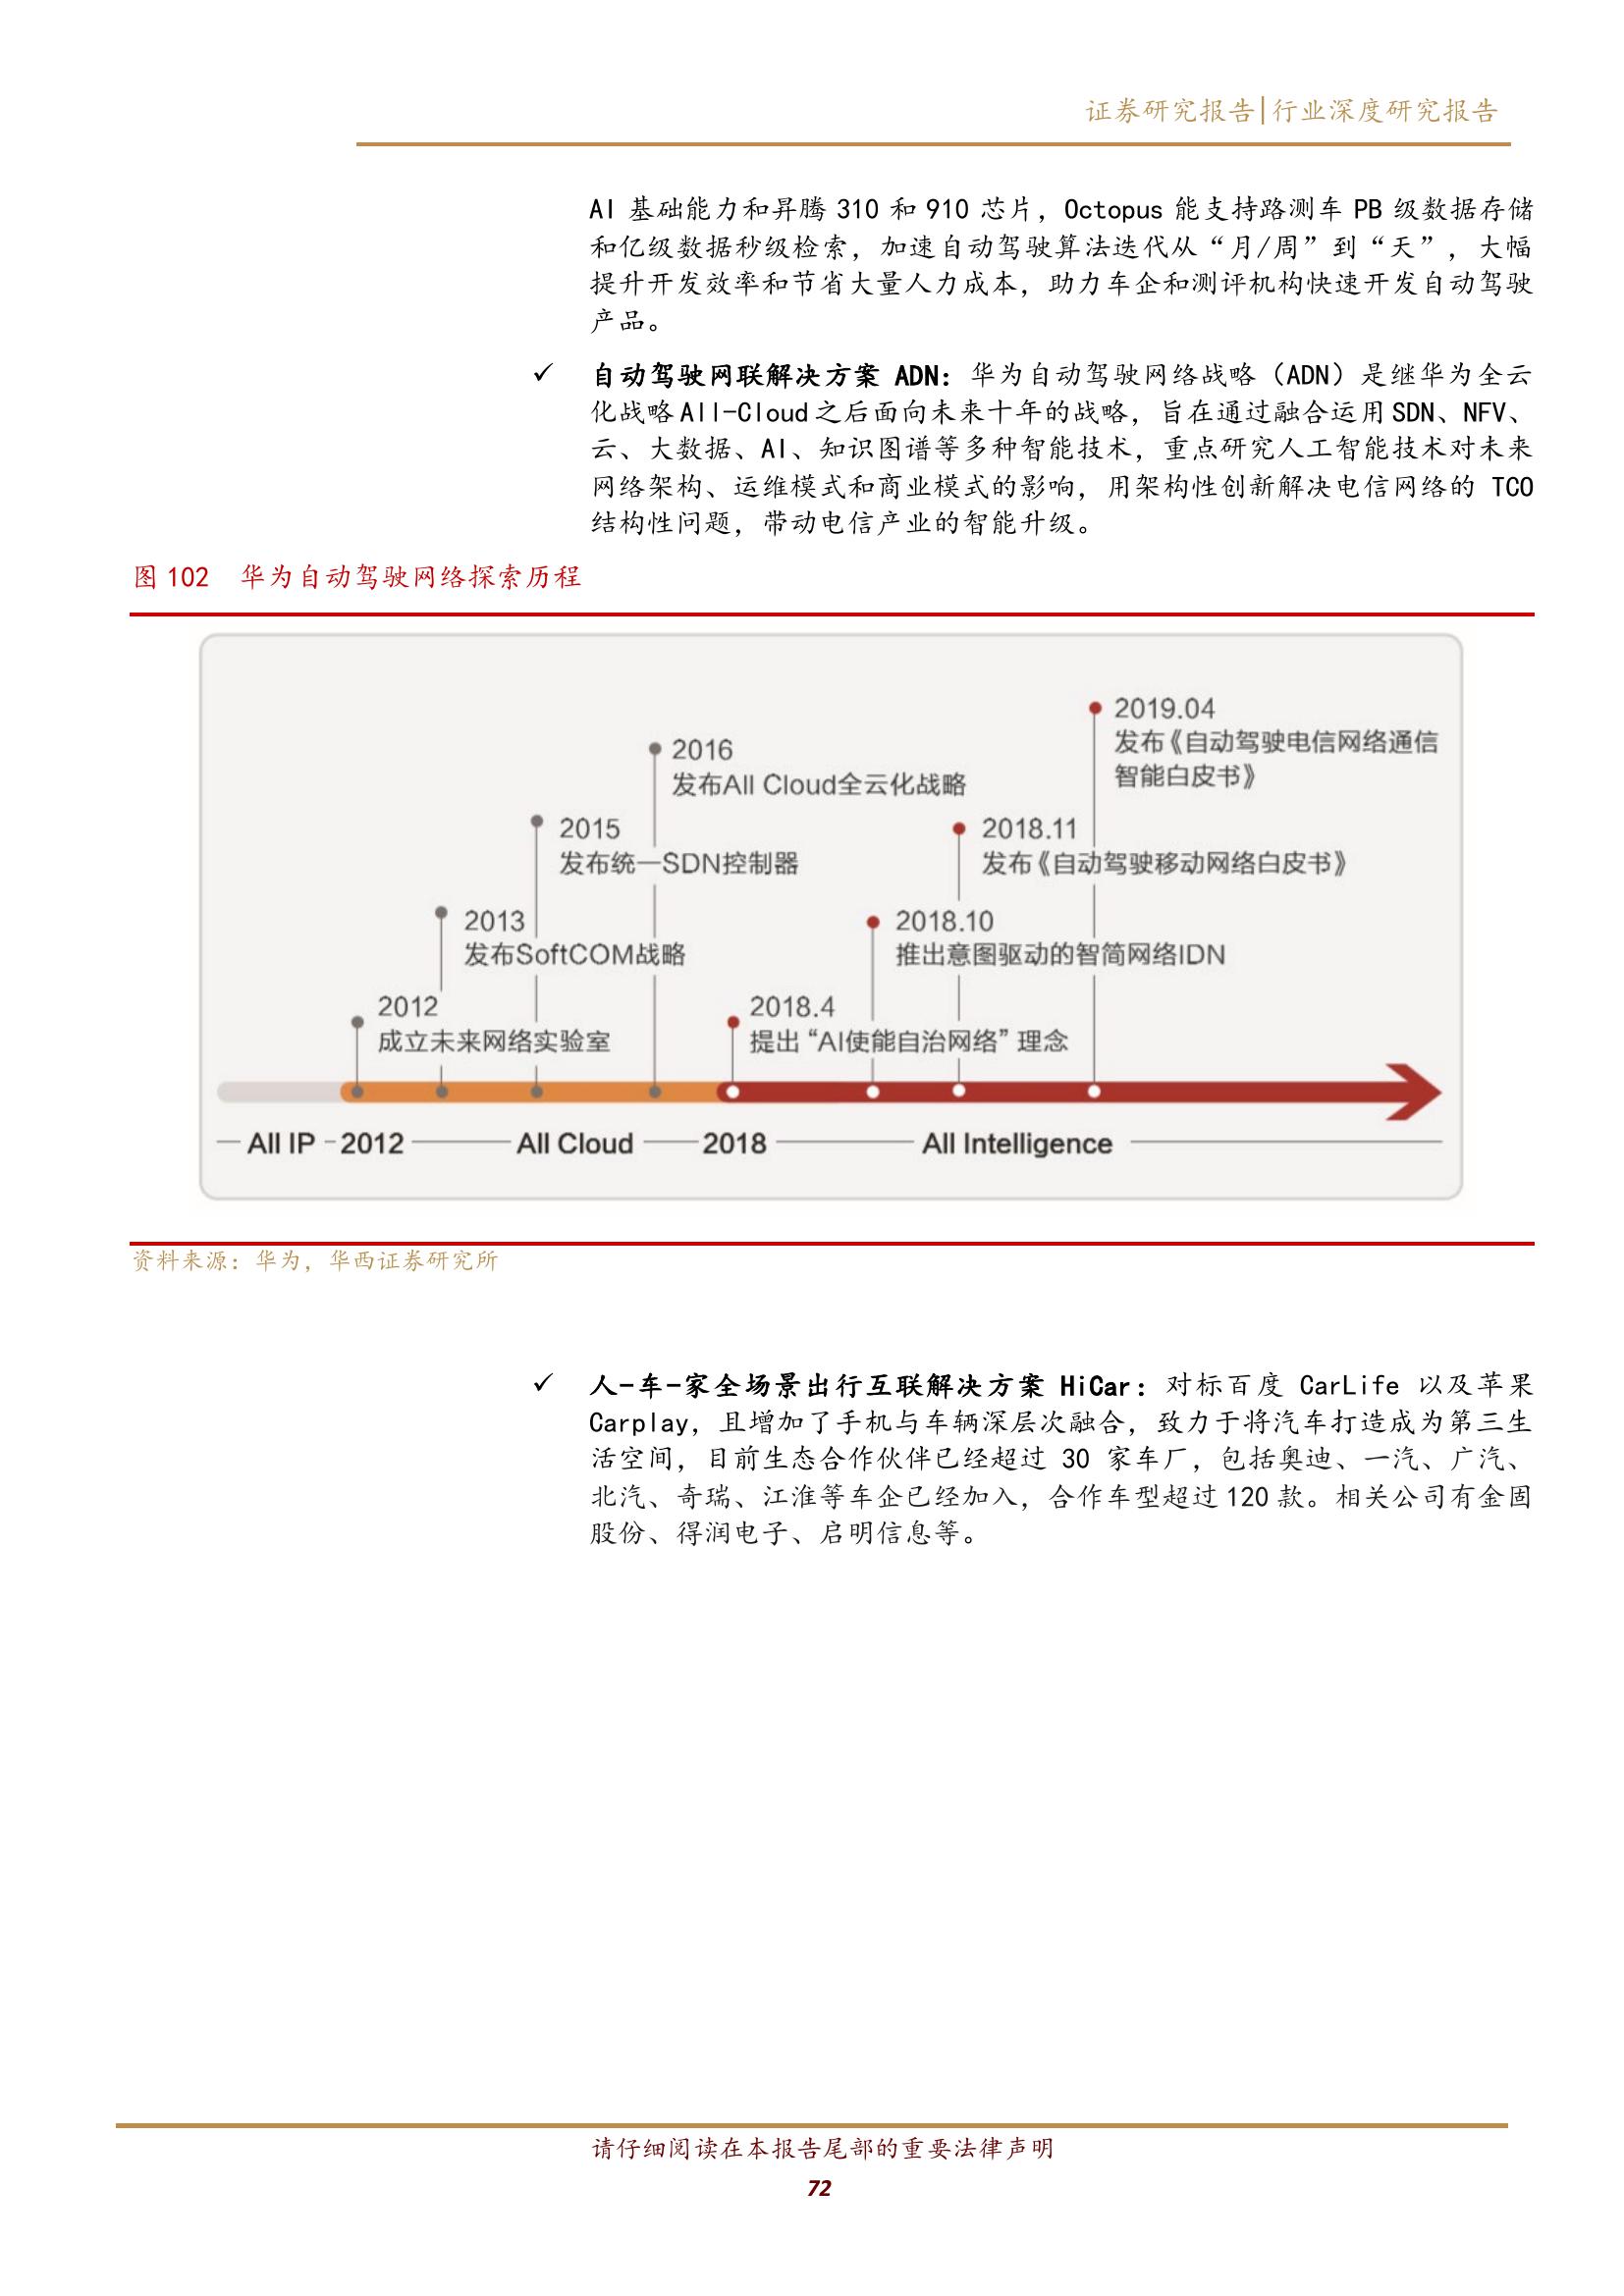 证券研究报告|行业深度研究报告
AI 基础能力和昇腾 310 和 910 芯片，Octopus 能支持路测车 PB 级数据存储
和亿级数据秒级检索，加速自动驾驶算法迭代从“月/周”到“天”，大幅
提升开发效率和节省大量人力成本，助力车企和测评机构快速开发自动驾驶
产品。
✓ 自动驾驶网联解决方案 ADN：华为自动驾驶网络战略（ADN）是继华为全云
化战略 All-Cloud 之后面向未来十年的战略，旨在通过融合运用 SDN、NFV、
云、大数据、AI、知识图谱等多种智能技术，重点研究人工智能技术对未来
网络架构、运维模式和商业模式的影响，用架构性创新解决电信网络的 TCO
结构性问题，带动电信产业的智能升级。
图 102 华为自动驾驶网络探索历程
2019.04
发布《自动驾驶电信网络通信
智能白皮书》
2016
发布All Cloud全云化战略
2015
发布统一SDN控制器
2018.11
发布《自动驾驶移动网络白皮书》
2013
发布SoftCOM战略
2018.10
推出意图驱动的智简网络IDN
2012
成立未来网络实验室
2018.4
提出“AI使能自治网络”理念
All IP 2012 All Cloud 2018 All Intelligence
资料来源：华为，华西证券研究所
✓ 人-车-家全场景出行互联解决方案 HiCar：对标百度 CarLife 以及苹果
Carplay，且增加了手机与车辆深层次融合，致力于将汽车打造成为第三生
活空间，目前生态合作伙伴已经超过 30 家车厂，包括奥迪、一汽、广汽、
北汽、奇瑞、江淮等车企已经加入，合作车型超过 120 款。相关公司有金固
股份、得润电子、启明信息等。
请仔细阅读在本报告尾部的重要法律声明
72